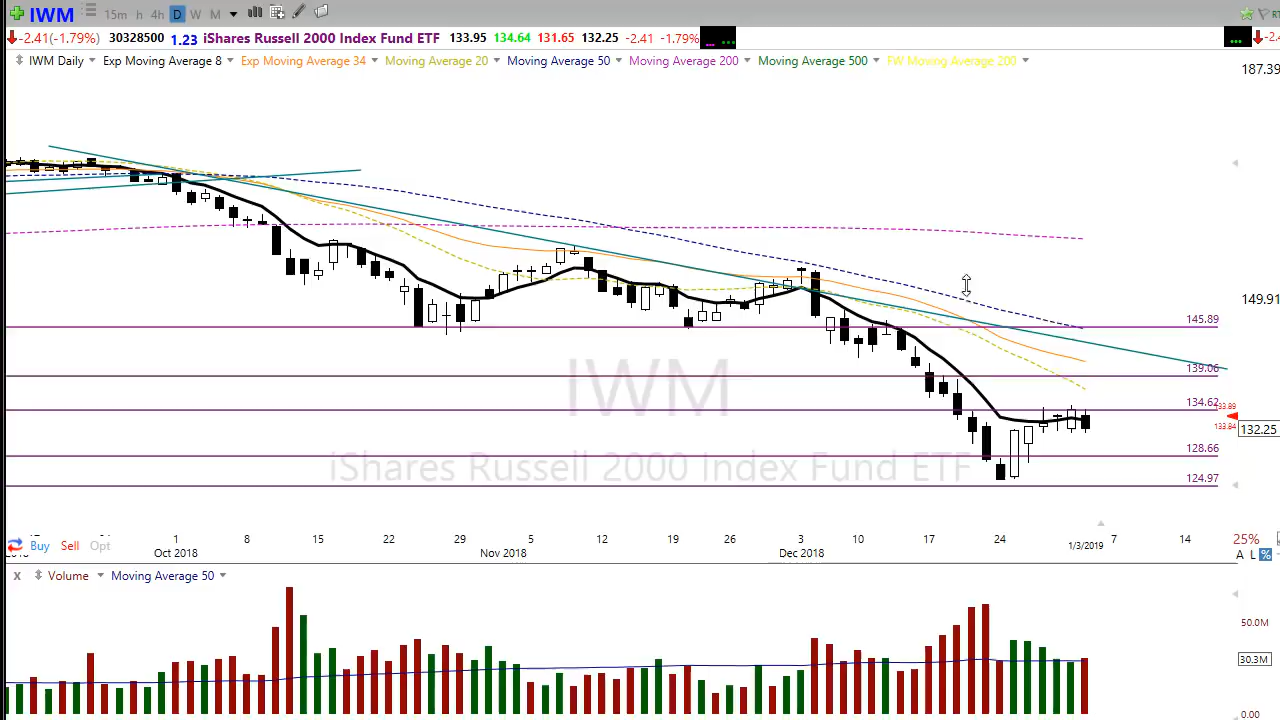 IWM 15m h 4h D W M
-2.41(-1.79%) 30328500 1.23 iShares Russell 2000 Index Fund ETF 133.95 134.64 131.65 132.25 -2.41 -1.79%
IWM Daily Exp Moving Average 8 Exp Moving Average 34 Moving Average 20 Moving Average 50 Moving Average 200 Moving Average 500 FW Moving Average 200
187.39
149.91
145.89
139.06
134.62
133.89
133.84
132.25
128.66
124.97
IWM
iShares Russell 2000 Index Fund ETF
1 8 15 22 29 5 12 19 26 3 10 17 24 1/3/2019 7 14
Buy Sell Opt
25%
Oct 2018 Nov 2018 Dec 2018
A L %
X Volume Moving Average 50
50.0M
30.3M
0.00